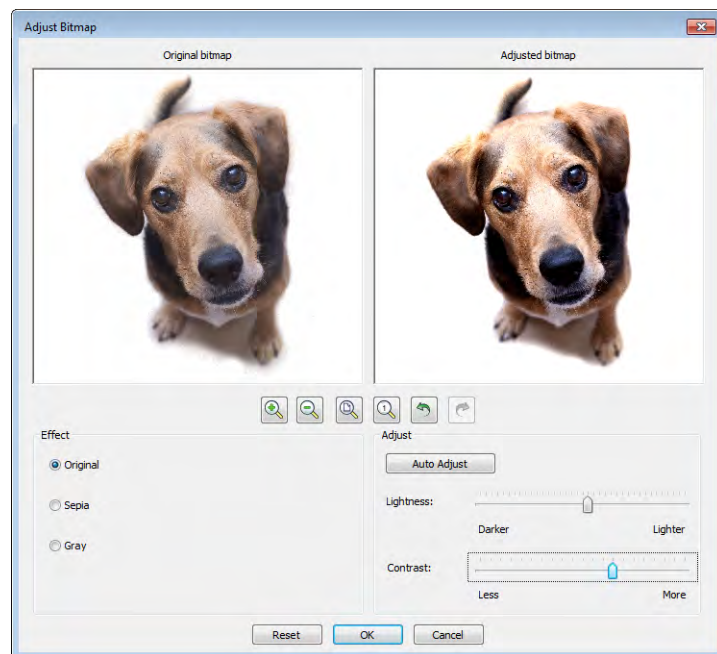 Adjust Bitmap
Original bitmap
Adjusted bitmap
1
Effect
Original
Sepia
Gray
Adjust
Auto Adjust
Lightness:
Darker
Lighter
Contrast:
Less
More
Reset
OK
Cancel